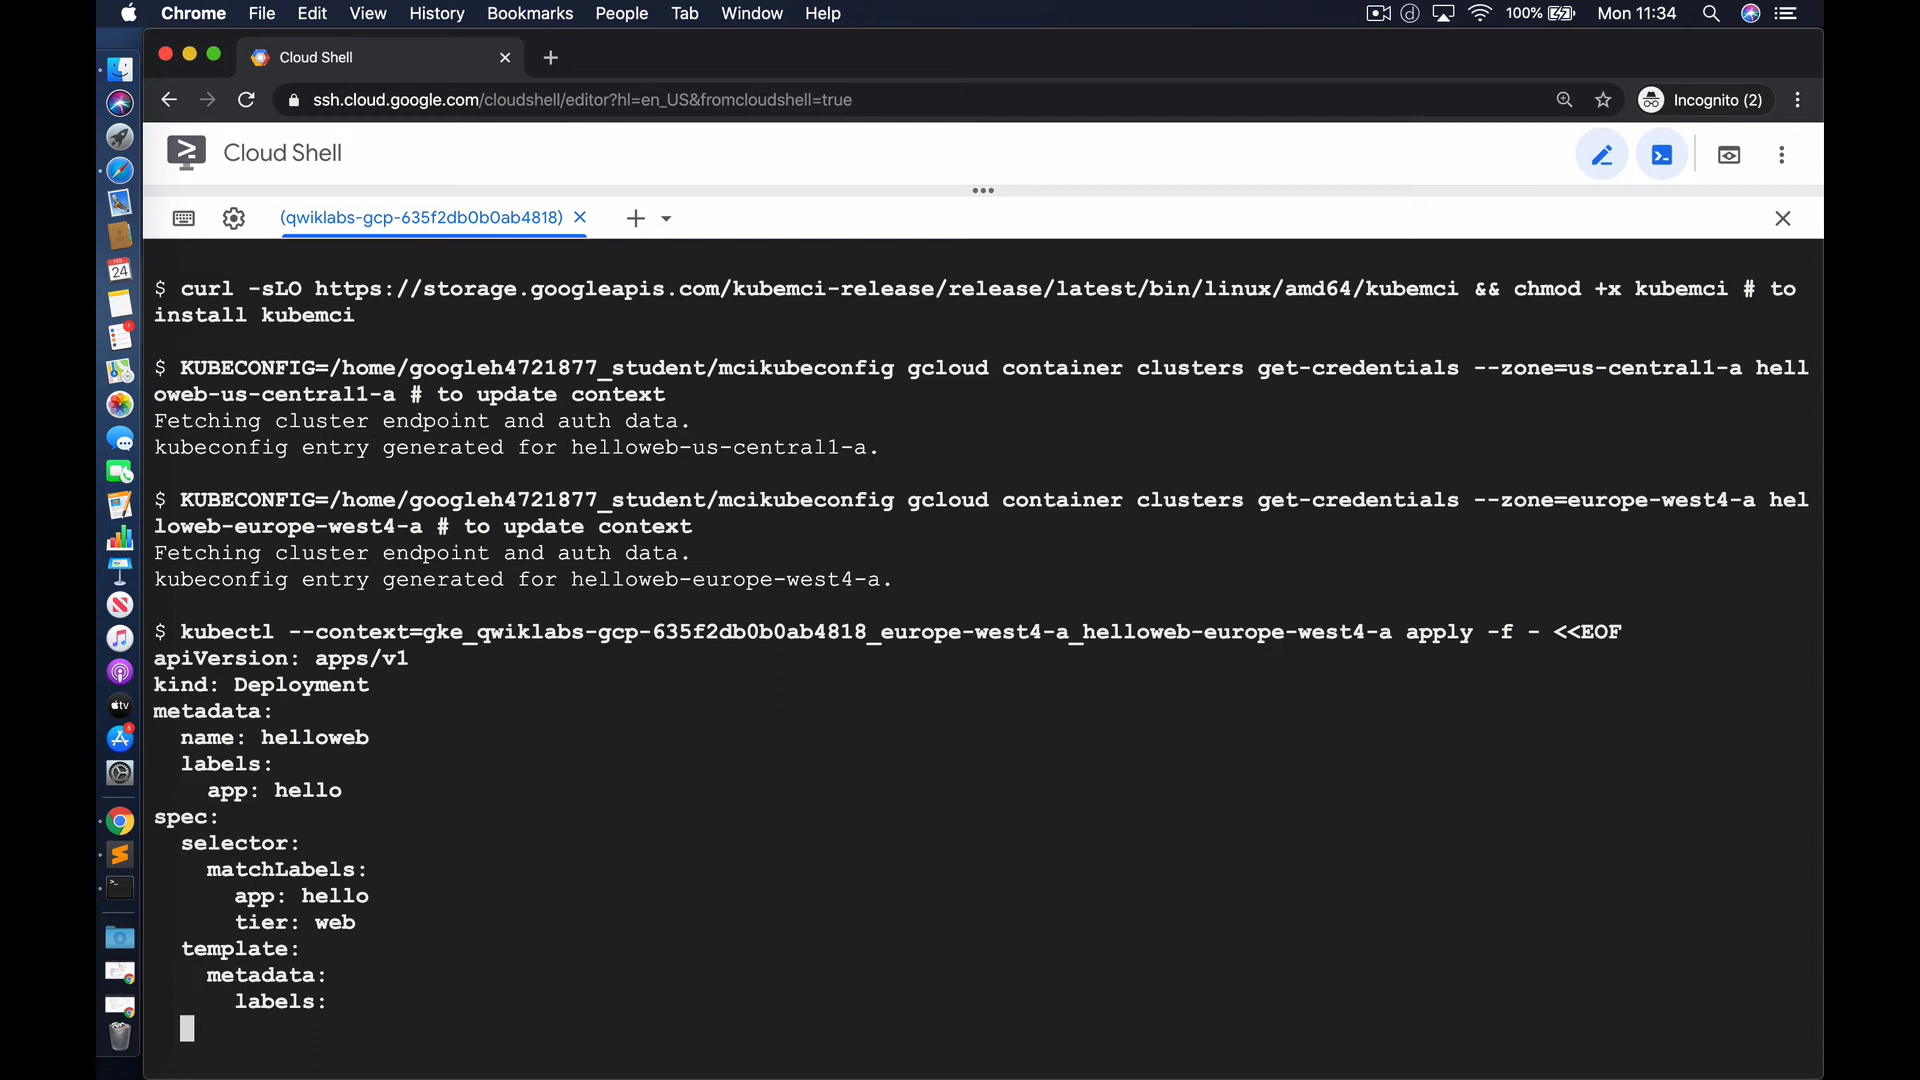 Chrome File Edit View History Bookmarks People Tab Window Help 100% Mon 11:34
Cloud Shell
ssh.cloud.google.com/cloudshell/editor?hl=en_US&fromcloudshell=true Incognito (2)
Cloud Shell
(qwiklabs-gcp-635f2db0b0ab4818)
$ curl -sLO https://storage.googleapis.com/kubemci-release/release/latest/bin/linux/amd64/kubemci && chmod +x kubemci # to
install kubemci
$ KUBECONFIG=/home/googleh4721877_student/mcikubeconfig gcloud container clusters get-credentials --zone=us-central1-a hell
oweb-us-central1-a # to update context
Fetching cluster endpoint and auth data.
kubeconfig entry generated for helloweb-us-central1-a.
$ KUBECONFIG=/home/googleh4721877_student/mcikubeconfig gcloud container clusters get-credentials --zone=europe-west4-a hel
loweb-europe-west4-a # to update context
Fetching cluster endpoint and auth data.
kubeconfig entry generated for helloweb-europe-west4-a.
$ kubectl --context=gke_qwiklabs-gcp-635f2db0b0ab4818_europe-west4-a_helloweb-europe-west4-a apply -f - <<EOF
apiVersion: apps/v1
kind: Deployment
metadata:
  name: helloweb
  labels:
    app: hello
spec:
  selector:
    matchLabels:
      app: hello
      tier: web
  template:
    metadata:
      labels:
24
tv